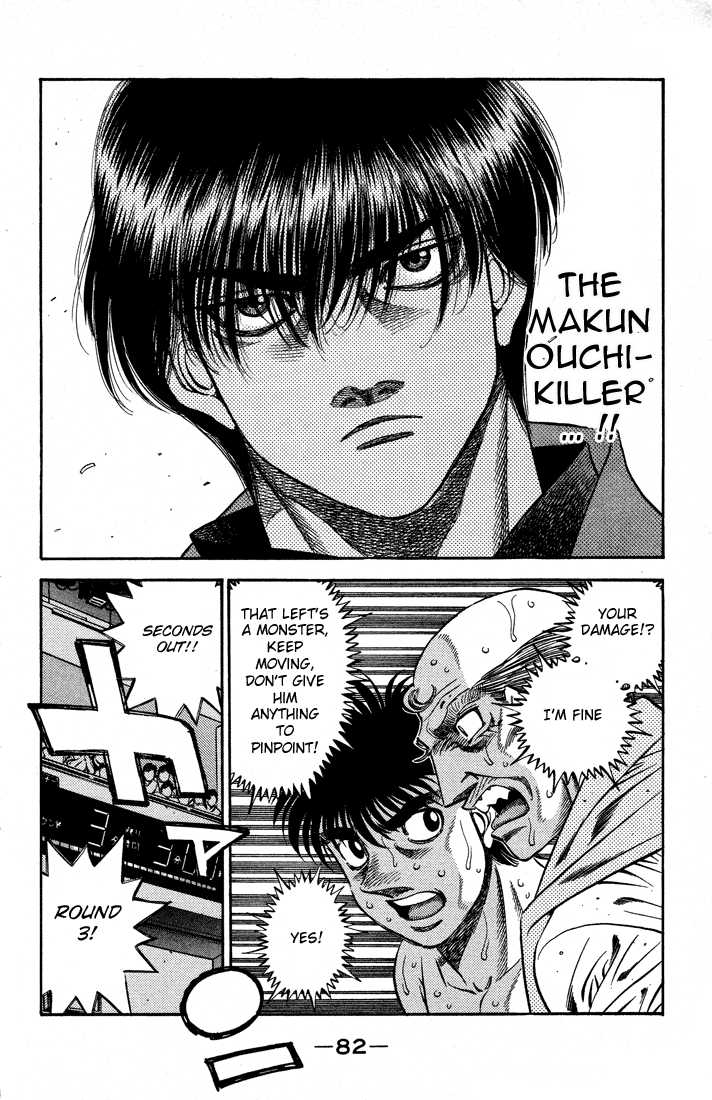 THE
MAKUN
OUCHI-
KILLER
... !!
YOUR
DAMAGE!?
I'M FINE
THAT LEFT'S
A MONSTER,
KEEP
MOVING,
DON'T GIVE
HIM
ANYTHING
TO
PINPOINT!
YES!
SECONDS
OUT!!
カ
ROUND
3!
—82—